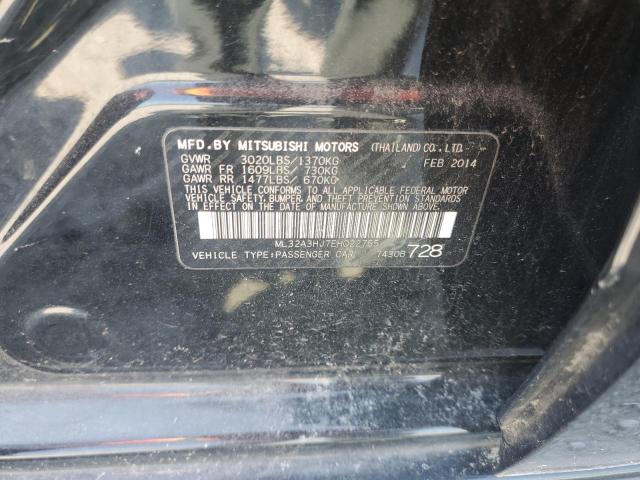 MFD.BY MITSUBISHI MOTORS (THAILAND) CO., LTD.
GVWR 3020LBS/1370KG FEB 2014
GAWR FR 1609LBS/ 730KG
GAWR RR 1477LBS/ 670KG
THIS VEHICLE CONFORMS TO ALL APPLICABLE FEDERAL MOTOR
VEHICLE SAFETY, BUMPER, AND THEFT PREVENTION STANDARDS
IN EFFECT ON THE DATE OF MANUFACTURE SHOWN ABOVE.
ML32A3HJ7EH022755
VEHICLE TYPE:PASSENGER CAR 74308 728